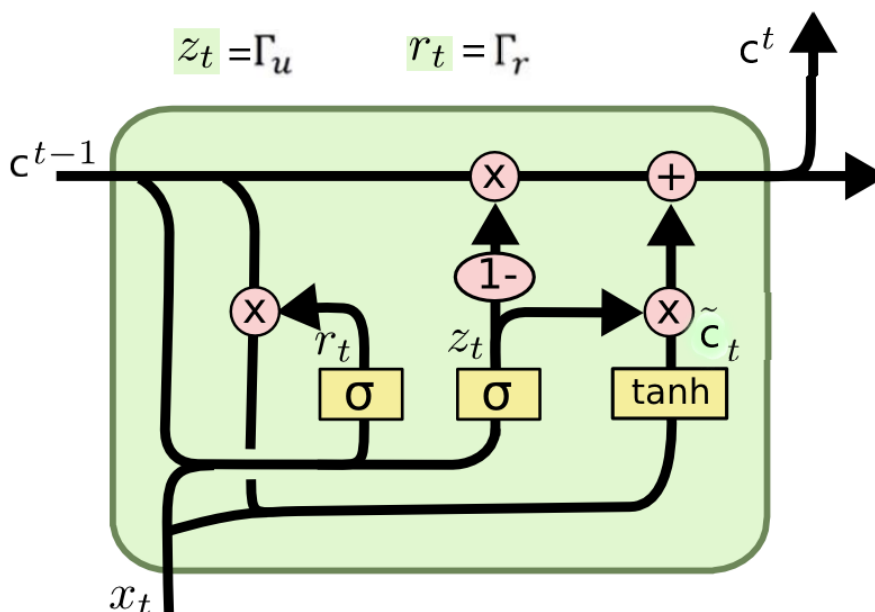 z_t = Γ_u r_t = Γ_r
c^t
c^{t−1}
x +
1-
x x
r_t z_t c̃_t
σ σ tanh
x_t